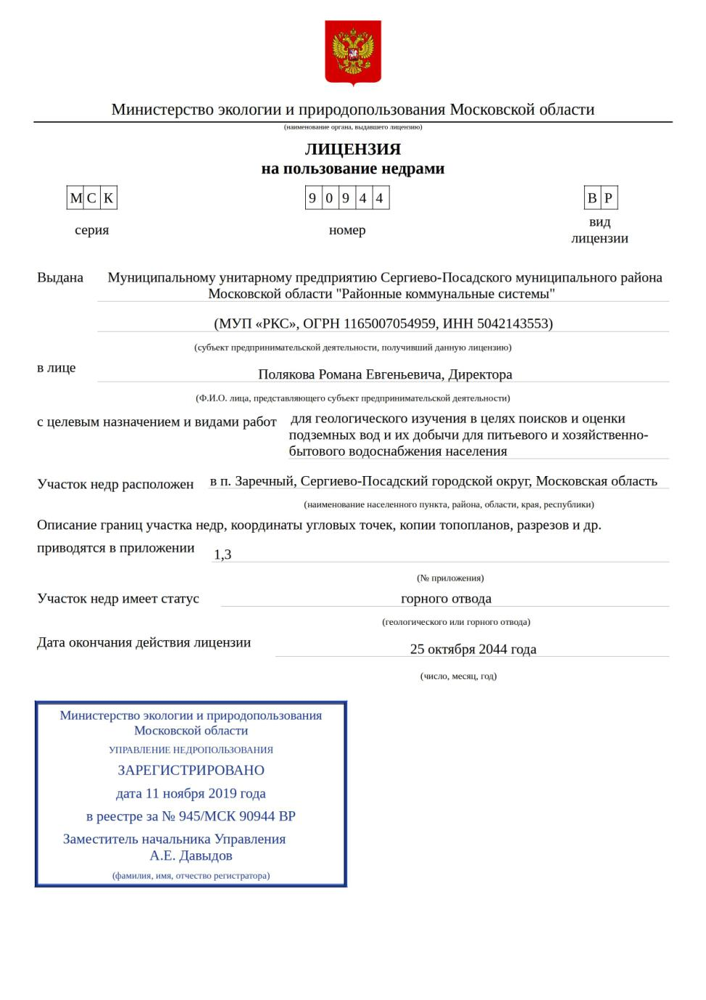 Министерство экологии и природопользования Московской области
(наименование органа, выдавшего лицензию)
ЛИЦЕНЗИЯ
на пользование недрами
М С К 9 0 9 4 4 В Р
серия номер вид
лицензии
Выдана Муниципальному унитарному предприятию Сергиево-Посадского муниципального района
Московской области "Районные коммунальные системы"
(МУП «РКС», ОГРН 1165007054959, ИНН 5042143553)
(субъект предпринимательской деятельности, получивший данную лицензию)
в лице Полякова Романа Евгеньевича, Директора
(Ф.И.О. лица, представляющего субъект предпринимательской деятельности)
с целевым назначением и видами работ для геологического изучения в целях поисков и оценки
подземных вод и их добычи для питьевого и хозяйственно-
бытового водоснабжения населения
Участок недр расположен в п. Заречный, Сергиево-Посадский городской округ, Московская область
(наименование населенного пункта, района, области, края, республики)
Описание границ участка недр, координаты угловых точек, копии топопланов, разрезов и др.
приводятся в приложении 1,3
(№ приложения)
Участок недр имеет статус горного отвода
(геологического или горного отвода)
Дата окончания действия лицензии 25 октября 2044 года
(число, месяц, год)
Министерство экологии и природопользования
Московской области
УПРАВЛЕНИЕ НЕДРОПОЛЬЗОВАНИЯ
ЗАРЕГИСТРИРОВАНО
дата 11 ноября 2019 года
в реестре за № 945/МСК 90944 ВР
Заместитель начальника Управления
А.Е. Давыдов
(фамилия, имя, отчество регистратора)